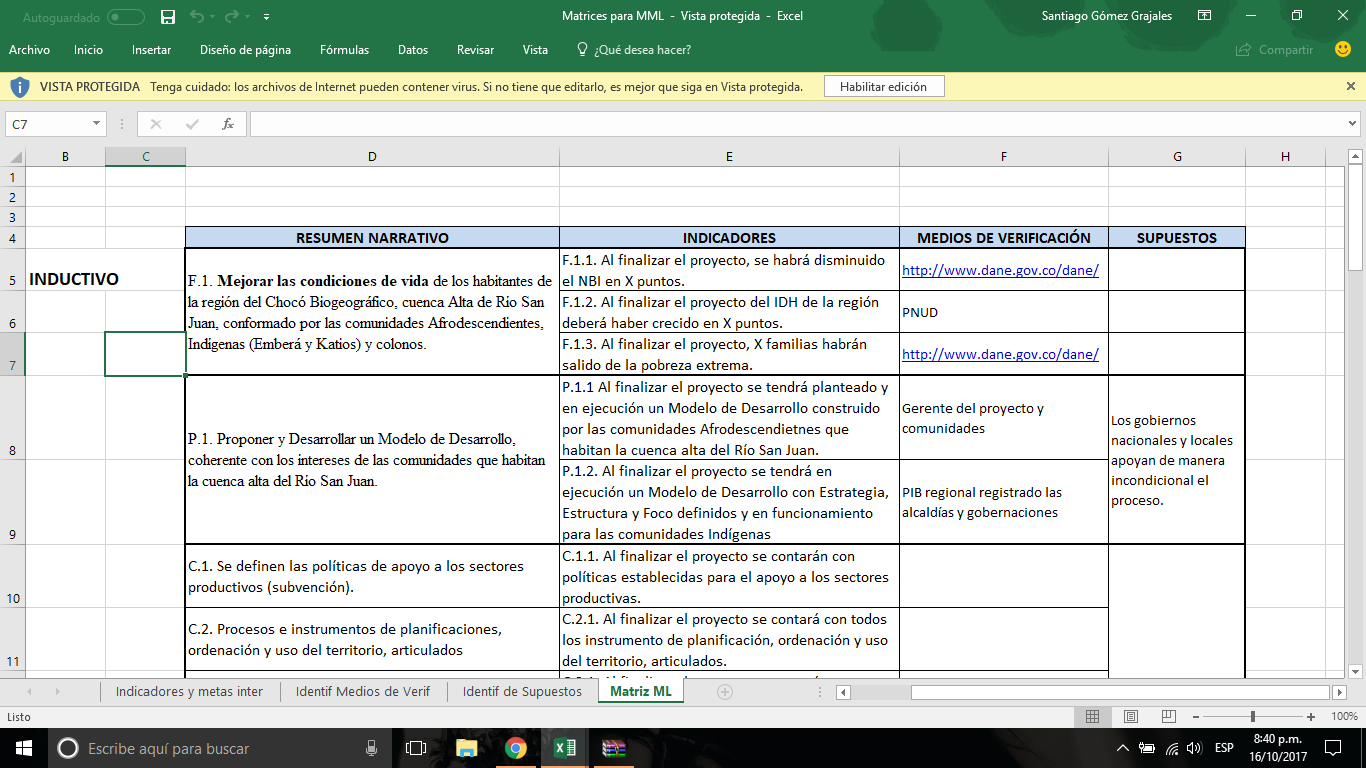 Autoguardado
Matrices para MML - Vista protegida - Excel
Santiago Gómez Grajales
Archivo Inicio Insertar Diseño de página Fórmulas Datos Revisar Vista ¿Qué desea hacer? Compartir
VISTA PROTEGIDA Tenga cuidado: los archivos de Internet pueden contener virus. Si no tiene que editarlo, es mejor que siga en Vista protegida. Habilitar edición
C7 fx
B C D E F G H
1
2
3
4 RESUMEN NARRATIVO INDICADORES MEDIOS DE VERIFICACIÓN SUPUESTOS
5 INDUCTIVO
F.1. Mejorar las condiciones de vida de los habitantes de
la región del Chocó Biogeográfico, cuenca Alta de Río San
Juan, conformado por las comunidades Afrodescendientes,
Indígenas (Emberá y Katios) y colonos.
F.1.1. Al finalizar el proyecto, se habrá disminuido
el NBI en X puntos.
http://www.dane.gov.co/dane/
6
F.1.2. Al finalizar el proyecto del IDH de la región
deberá haber crecido en X puntos.
PNUD
7
F.1.3. Al finalizar el proyecto, X familias habrán
salido de la pobreza extrema.
http://www.dane.gov.co/dane/
8
P.1. Proponer y Desarrollar un Modelo de Desarrollo,
coherente con los intereses de las comunidades que habitan
la cuenca alta del Rio San Juan.
P.1.1 Al finalizar el proyecto se tendrá planteado y
en ejecución un Modelo de Desarrollo construido
por las comunidades Afrodescendietnes que
habitan la cuenca alta del Río San Juan.
Gerente del proyecto y
comunidades
Los gobiernos
nacionales y locales
apoyan de manera
incondicional el
proceso.
9
P.1.2. Al finalizar el proyecto se tendrá en
ejecución un Modelo de Desarrollo con Estrategia,
Estructura y Foco definidos y en funcionamiento
para las comunidades Indígenas
PIB regional registrado las
alcaldías y gobernaciones
10
C.1. Se definen las políticas de apoyo a los sectores
productivos (subvención).
C.1.1. Al finalizar el proyecto se contarán con
políticas establecidas para el apoyo a los sectores
productivas.
11
C.2. Procesos e instrumentos de planificaciones,
ordenación y uso del territorio, articulados
C.2.1. Al finalizar el proyecto se contará con todos
los instrumento de planificación, ordenación y uso
del territorio, articulados.
Indicadores y metas inter Identif Medios de Verif Identif de Supuestos Matriz ML
Listo 100%
Escribe aquí para buscar
ESP
8:40 p.m.
16/10/2017